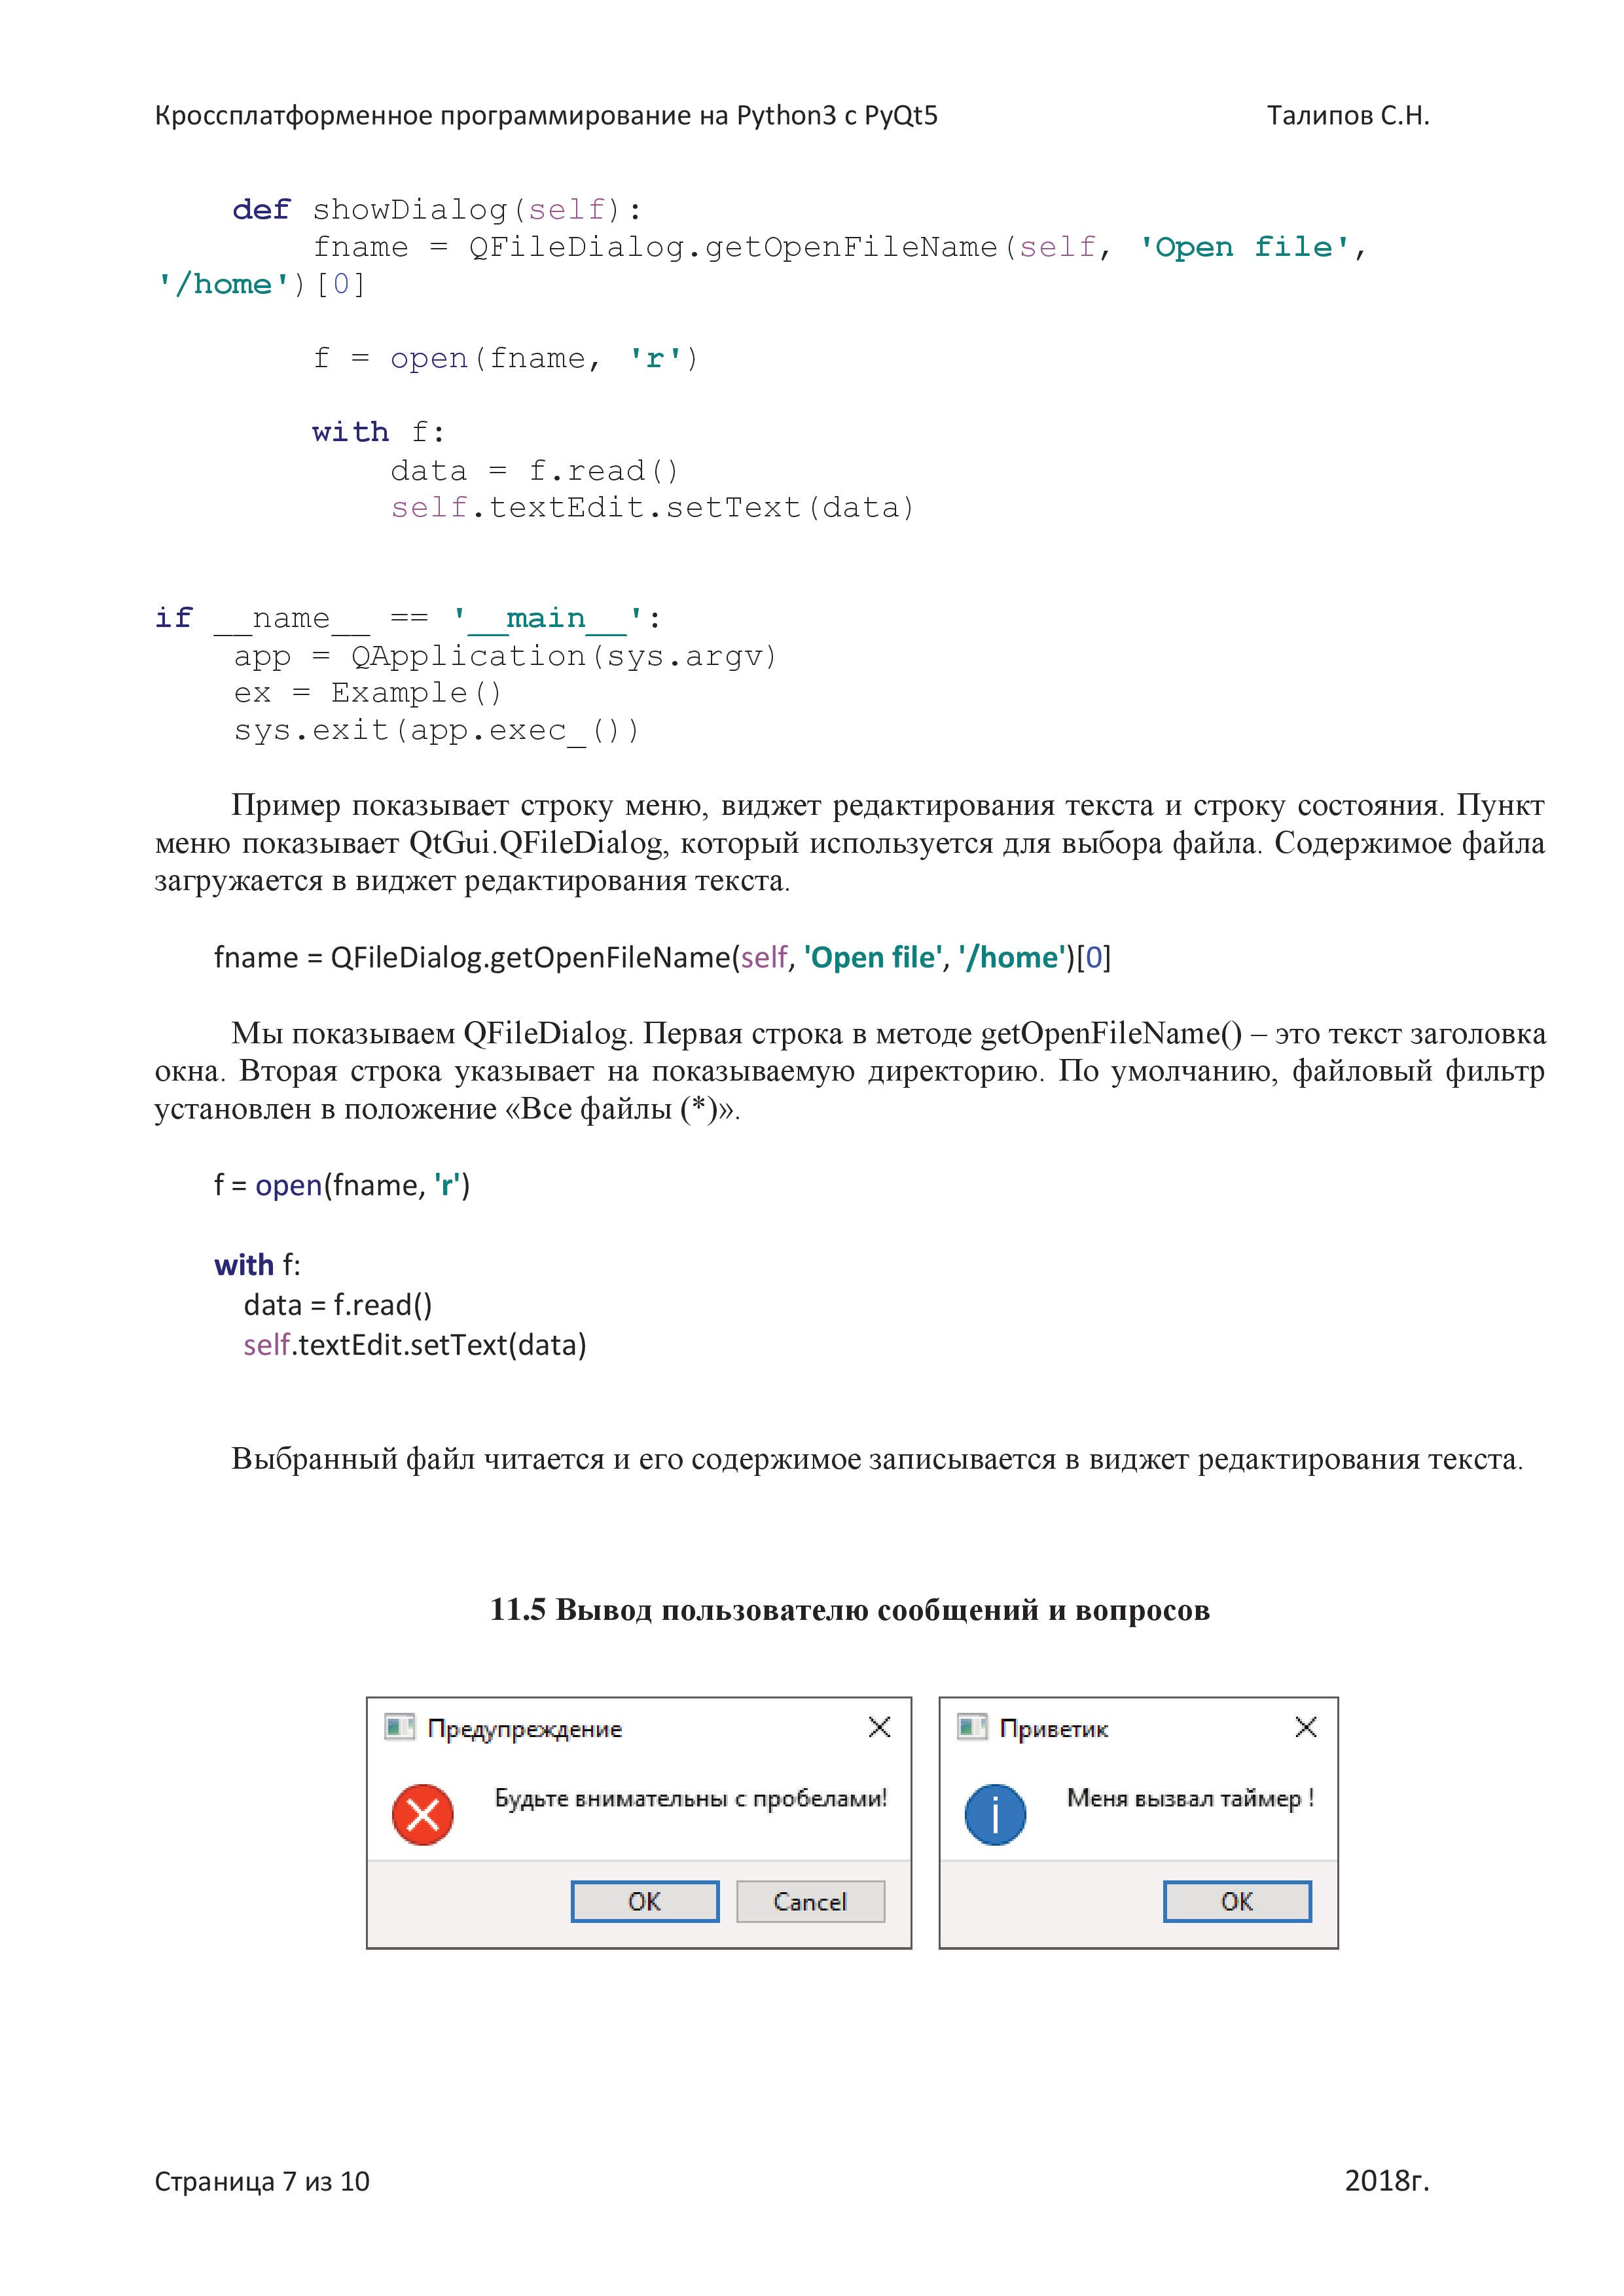 Кроссплатформенное программирование на Python3 с PyQt5 Талипов С.Н.
def showDialog(self):
fname = QFileDialog.getOpenFileName(self, 'Open file',
'/home')[0]
f = open(fname, 'r')
with f:
data = f.read()
self.textEdit.setText(data)
if __name__ == '__main__':
app = QApplication(sys.argv)
ex = Example()
sys.exit(app.exec_())
Пример показывает строку меню, виджет редактирования текста и строку состояния. Пункт
меню показывает QtGui.QFileDialog, который используется для выбора файла. Содержимое файла
загружается в виджет редактирования текста.
fname = QFileDialog.getOpenFileName(self, 'Open file', '/home')[0]
Мы показываем QFileDialog. Первая строка в методе getOpenFileName() – это текст заголовка
окна. Вторая строка указывает на показываемую директорию. По умолчанию, файловый фильтр
установлен в положение «Все файлы (*)».
f = open(fname, 'r')
with f:
data = f.read()
self.textEdit.setText(data)
Выбранный файл читается и его содержимое записывается в виджет редактирования текста.
11.5 Вывод пользователю сообщений и вопросов
Предупреждение
Будьте внимательны с пробелами!
OK Cancel
Приветик
Меня вызвал таймер !
OK
Страница 7 из 10 2018г.